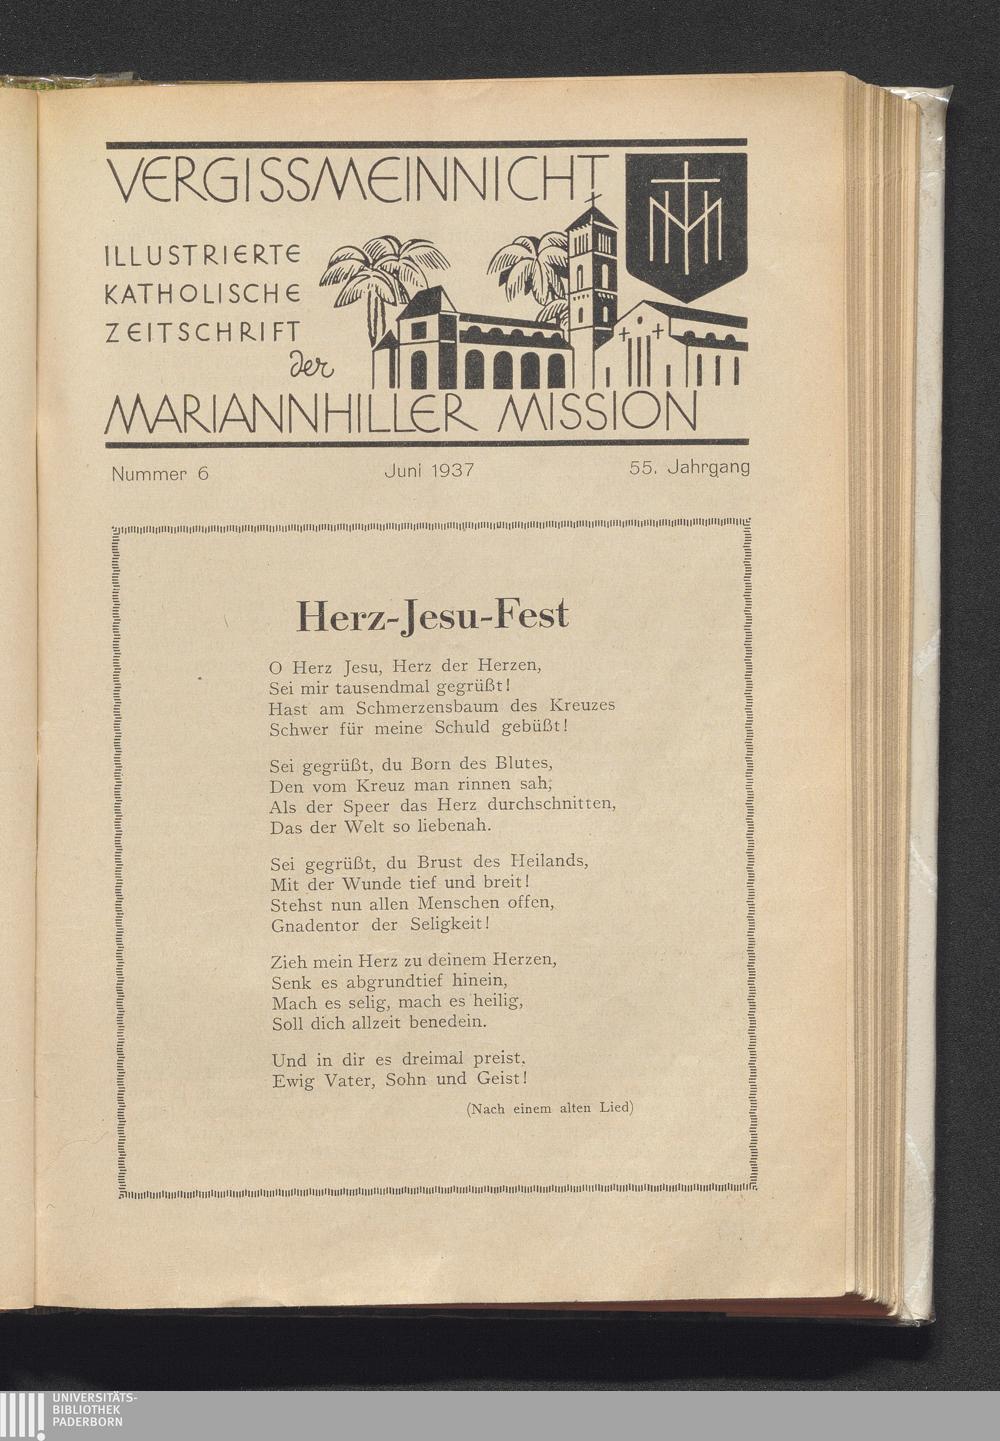 VERGISSMEINNICHT
ILLUSTRIERTE
KATHOLISCHE
ZEITSCHRIFT
der
MARIANNHILLER MISSION
Nummer 6 Juni 1937 55. Jahrgang
Herz-Jesu-Fest
O Herz Jesu, Herz der Herzen,
Sei mir tausendmal gegrüßt!
Hast am Schmerzensbaum des Kreuzes
Schwer für meine Schuld gebüßt!
Sei gegrüßt, du Born des Blutes,
Den vom Kreuz man rinnen sah,
Als der Speer das Herz durchschnitten,
Das der Welt so liebenah.
Sei gegrüßt, du Brust des Heilands,
Mit der Wunde tief und breit!
Stehst nun allen Menschen offen,
Gnadentor der Seligkeit!
Zieh mein Herz zu deinem Herzen,
Senk es abgrundtief hinein,
Mach es selig, mach es heilig,
Soll dich allzeit benedein.
Und in dir es dreimal preist,
Ewig Vater, Sohn und Geist!
(Nach einem alten Lied)
UNIVERSITÄTS-
BIBLIOTHEK
PADERBORN